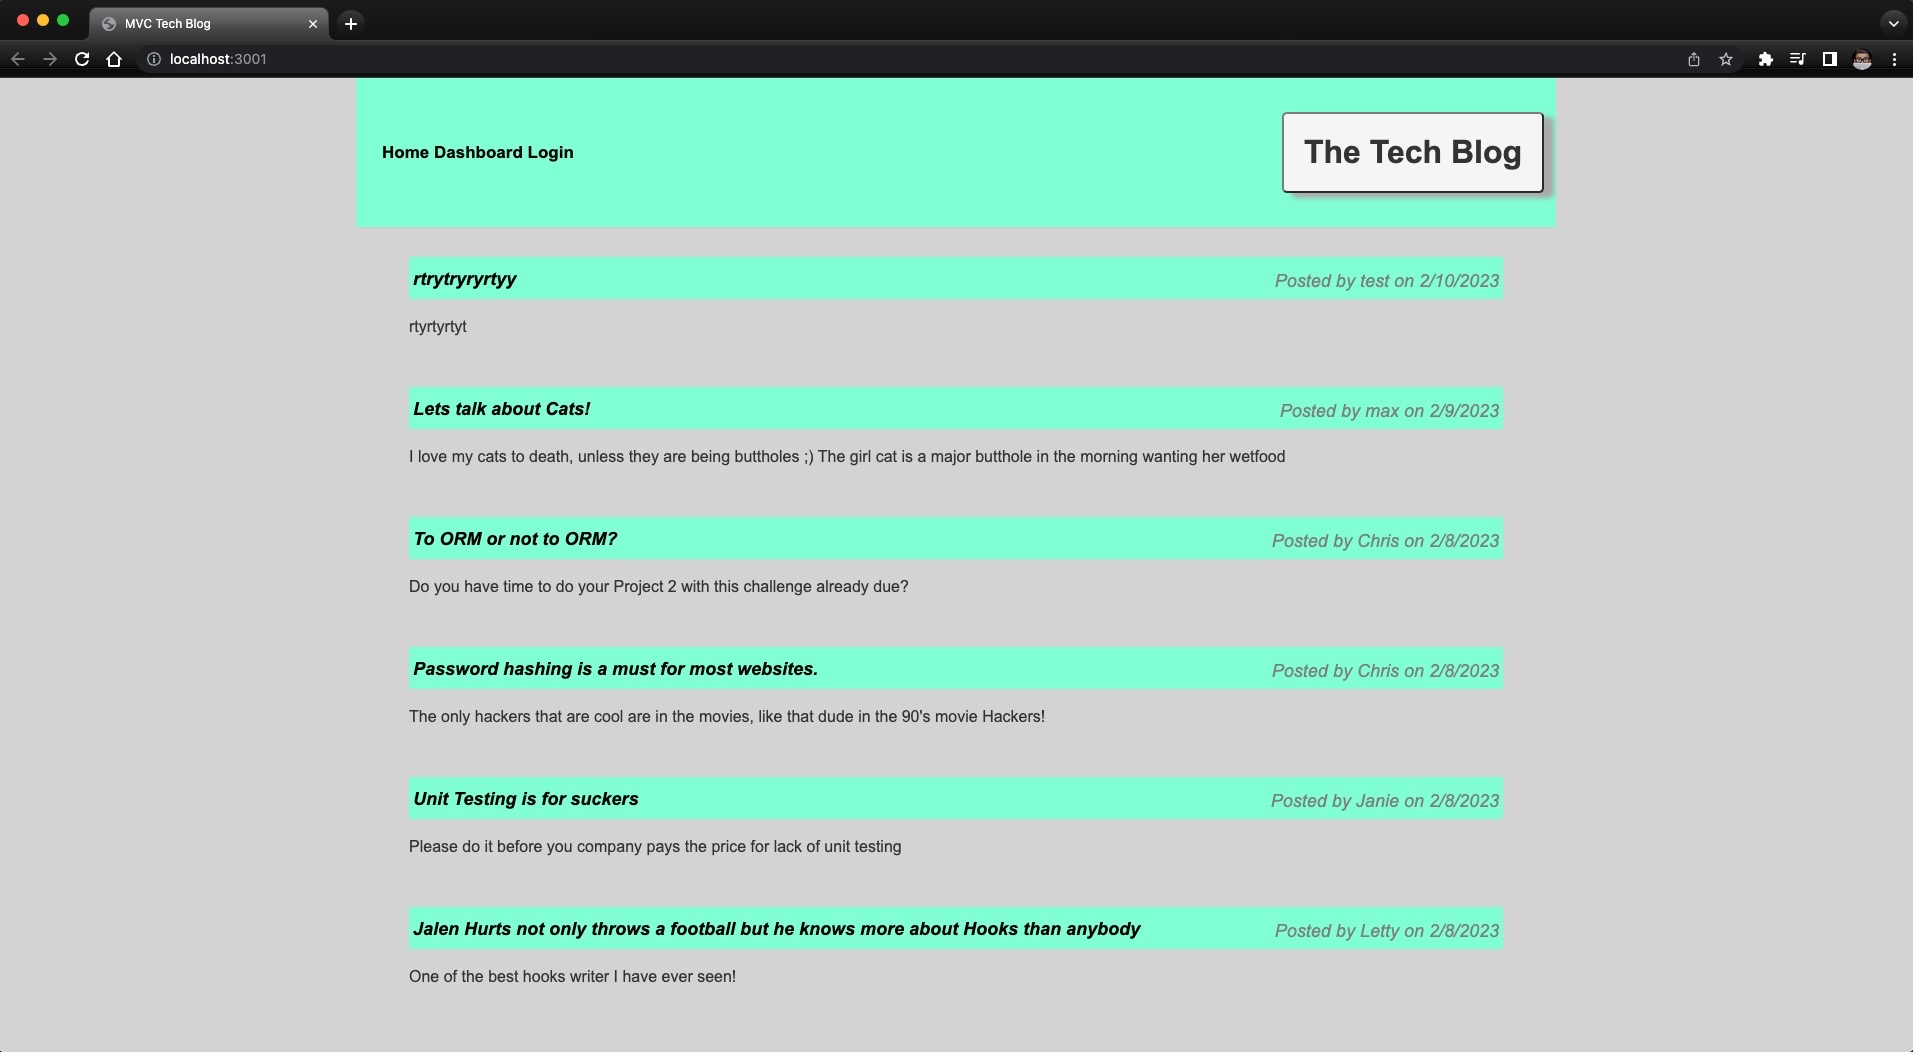 MVC Tech Blog
localhost:3001
Home Dashboard Login
The Tech Blog
rtrytryryrtyy
Posted by test on 2/10/2023
rtyrtyrtyt
Lets talk about Cats!
Posted by max on 2/9/2023
I love my cats to death, unless they are being buttholes ;) The girl cat is a major butthole in the morning wanting her wetfood
To ORM or not to ORM?
Posted by Chris on 2/8/2023
Do you have time to do your Project 2 with this challenge already due?
Password hashing is a must for most websites.
Posted by Chris on 2/8/2023
The only hackers that are cool are in the movies, like that dude in the 90's movie Hackers!
Unit Testing is for suckers
Posted by Janie on 2/8/2023
Please do it before you company pays the price for lack of unit testing
Jalen Hurts not only throws a football but he knows more about Hooks than anybody
Posted by Letty on 2/8/2023
One of the best hooks writer I have ever seen!